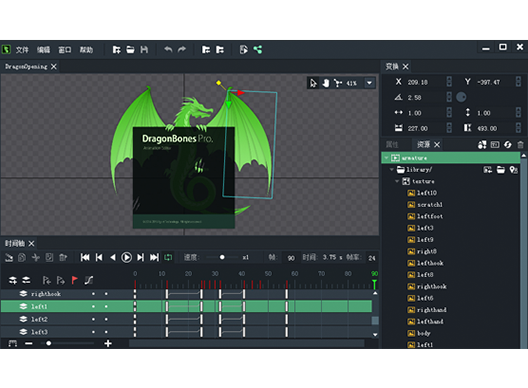 文件 编辑 窗口 帮助
DragonOpening
41%
DragonBones Pro.
变换
X 209.18 Y -397.47
2.58
1.00 1.00
227.00 493.00
属性 资源
armature
library/
texture
left10
scratch1
leftfoot
left3
left9
right8
lefthook
left8
righthook
left6
righthand
lefthand
body
left1
时间轴
速度: x1 帧: 90 时间: 3.75 s 帧率: 24
0 10 20 30 40 50 60 70 80 90
righthook
left1
left2
left3